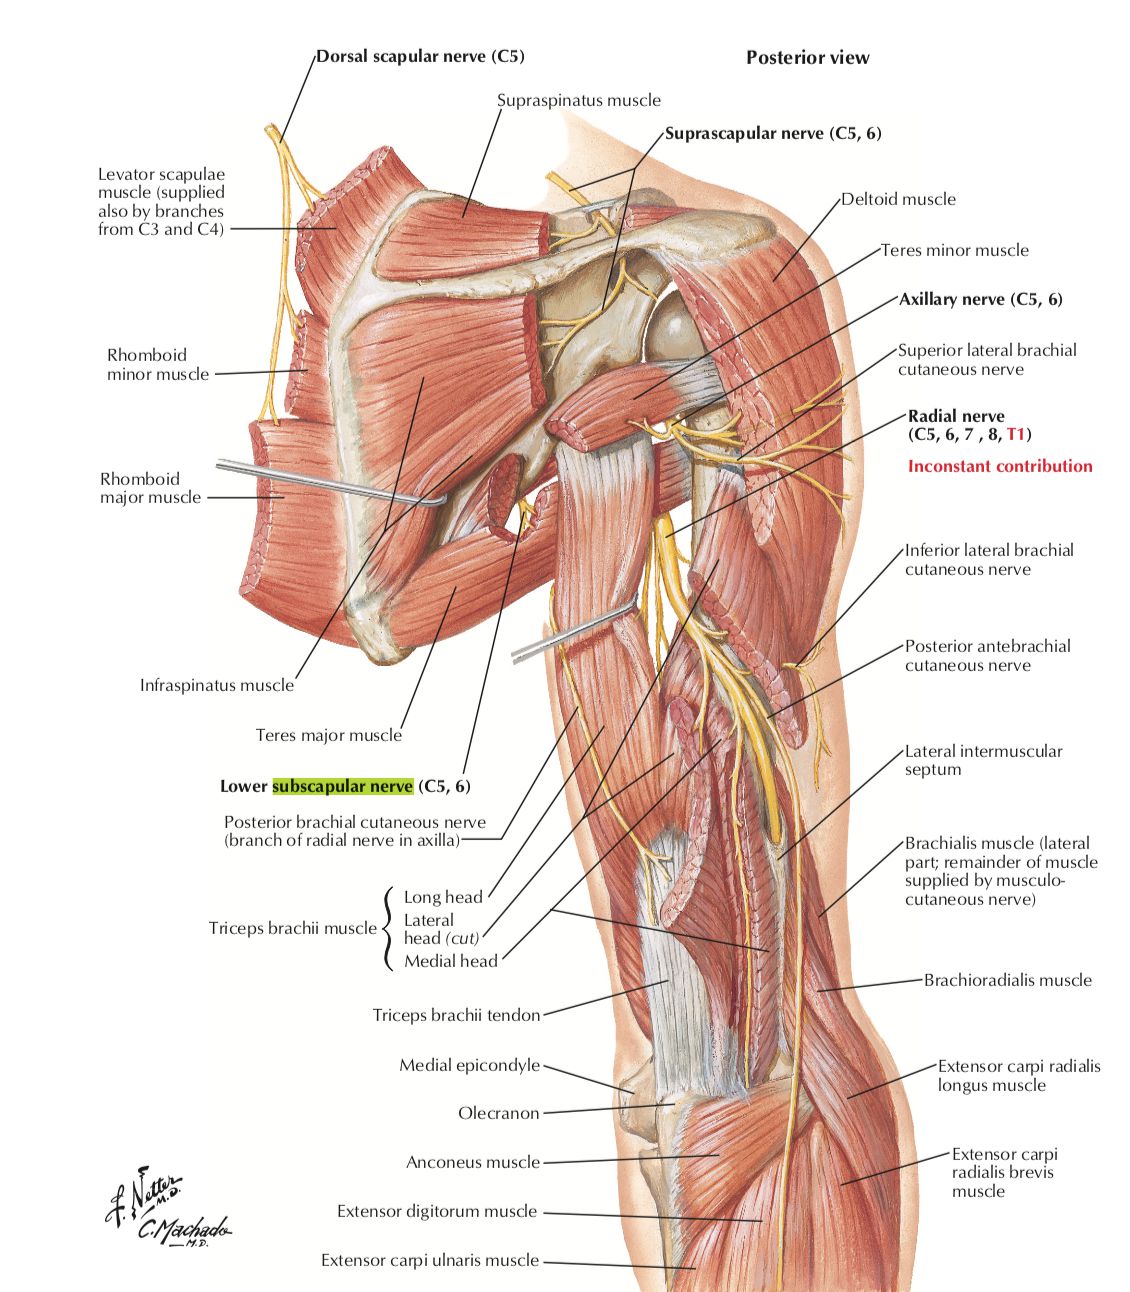 Dorsal scapular nerve (C5)
Posterior view
Supraspinatus muscle
Suprascapular nerve (C5, 6)
Levator scapulae
muscle (supplied
also by branches
from C3 and C4)
Deltoid muscle
Teres minor muscle
Axillary nerve (C5, 6)
Rhomboid
minor muscle
Superior lateral brachial
cutaneous nerve
Radial nerve
(C5, 6, 7 , 8, T1)
Inconstant contribution
Rhomboid
major muscle
Inferior lateral brachial
cutaneous nerve
Posterior antebrachial
cutaneous nerve
Infraspinatus muscle
Teres major muscle
Lateral intermuscular
septum
Lower subscapular nerve (C5, 6)
Posterior brachial cutaneous nerve
(branch of radial nerve in axilla)
Brachialis muscle (lateral
part; remainder of muscle
supplied by musculo-
cutaneous nerve)
Triceps brachii muscle
Long head
Lateral
head (cut)
Medial head
Brachioradialis muscle
Triceps brachii tendon
Medial epicondyle
Extensor carpi radialis
longus muscle
Olecranon
Anconeus muscle
Extensor carpi
radialis brevis
muscle
Extensor digitorum muscle
Extensor carpi ulnaris muscle
F. Netter
M.D.
C. Machado
M.D.